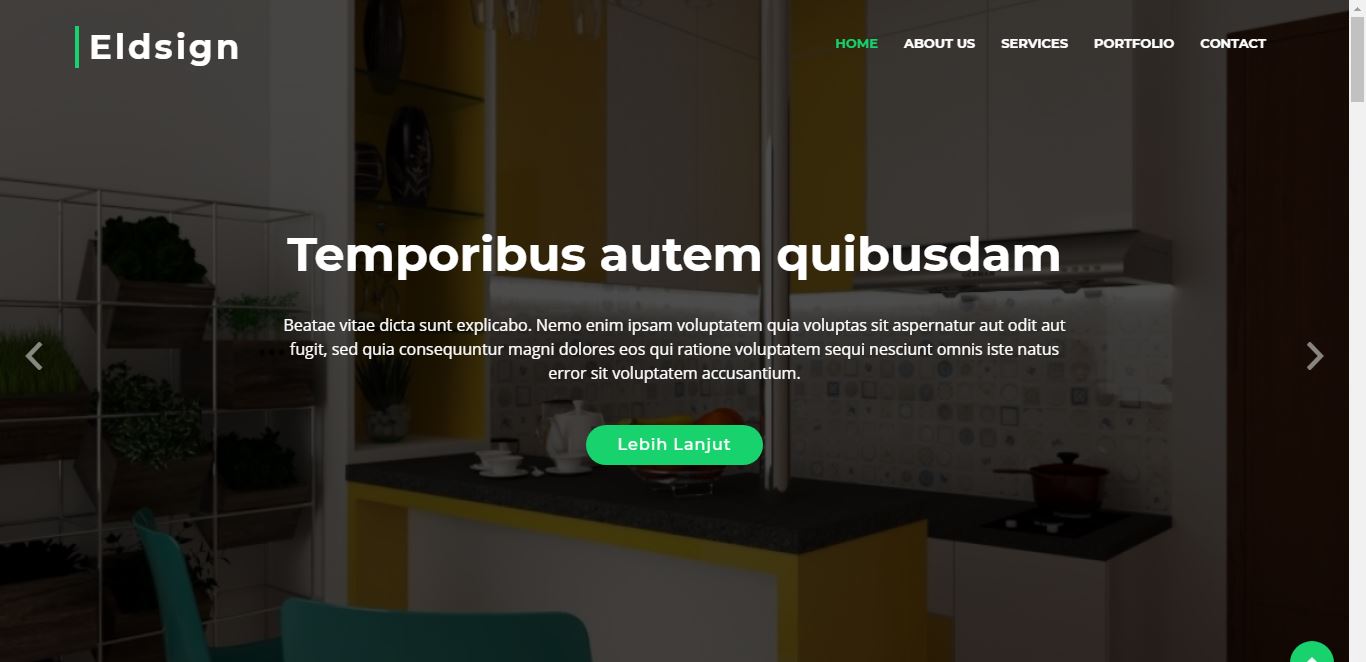 Eldsign
HOME ABOUT US SERVICES PORTFOLIO CONTACT
Temporibus autem quibusdam
Beatae vitae dicta sunt explicabo. Nemo enim ipsam voluptatem quia voluptas sit aspernatur aut odit aut
fugit, sed quia consequuntur magni dolores eos qui ratione voluptatem sequi nesciunt omnis iste natus
error sit voluptatem accusantium.
Lebih Lanjut